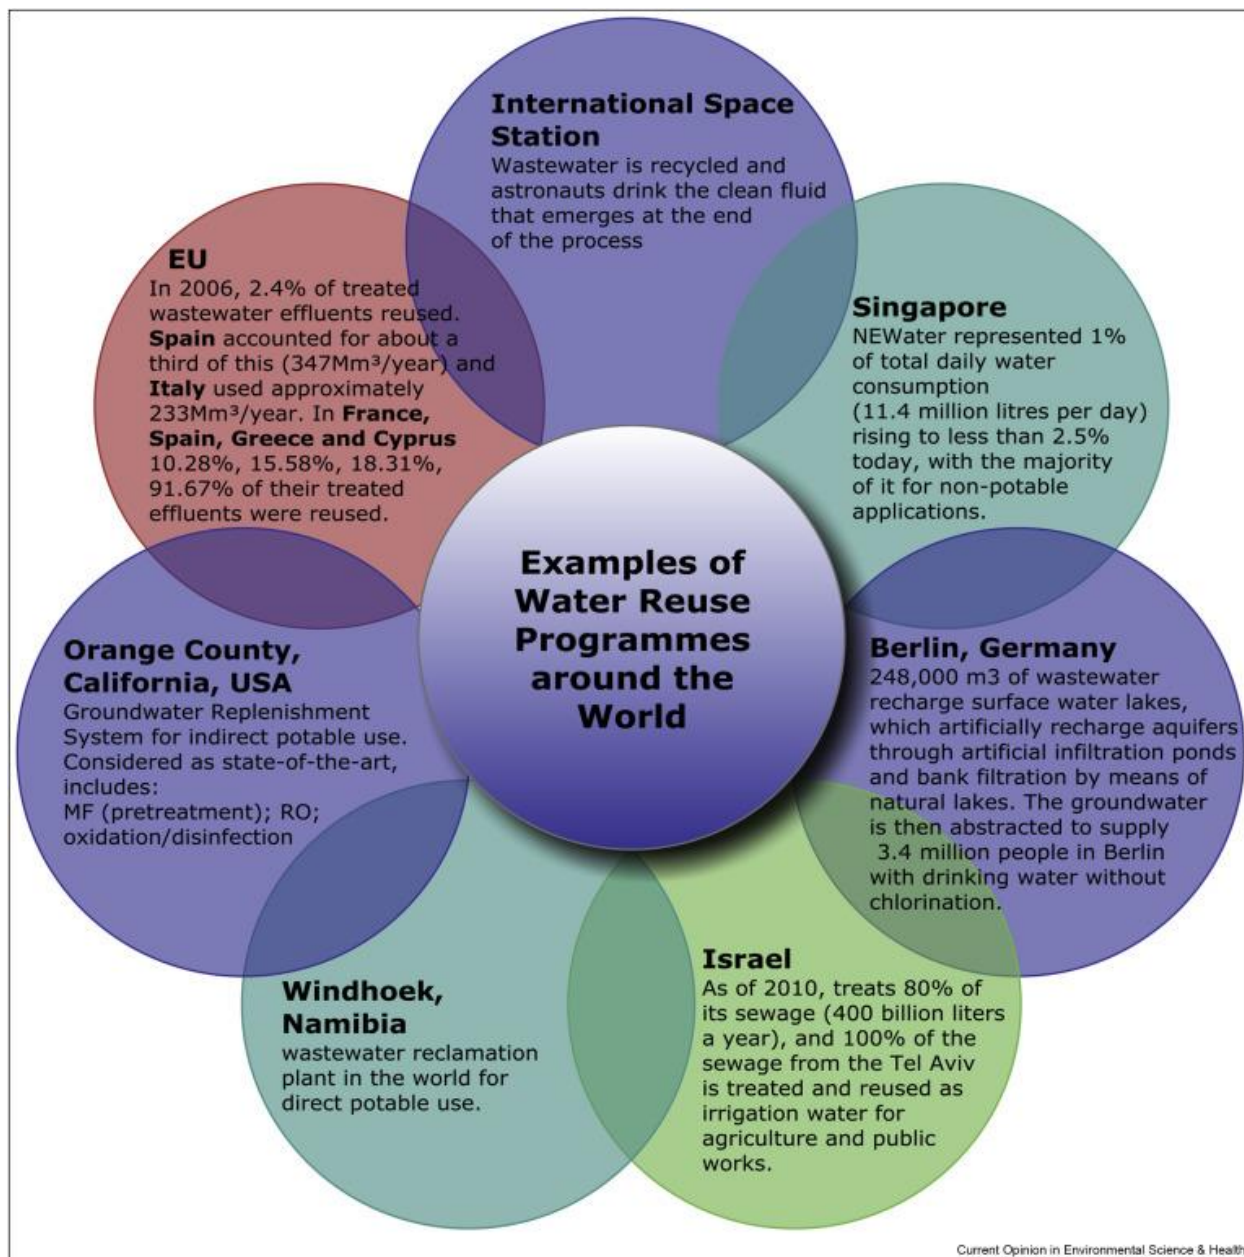 International Space
Station
Wastewater is recycled and
astronauts drink the clean fluid
that emerges at the end
of the process
EU
In 2006, 2.4% of treated
wastewater effluents reused.
Spain accounted for about a
third of this (347Mm³/year) and
Italy used approximately
233Mm³/year. In France,
Spain, Greece and Cyprus
10.28%, 15.58%, 18.31%,
91.67% of their treated
effluents were reused.
Singapore
NEWater represented 1%
of total daily water
consumption
(11.4 million litres per day)
rising to less than 2.5%
today, with the majority
of it for non-potable
applications.
Examples of
Water Reuse
Programmes
around the
World
Orange County,
California, USA
Groundwater Replenishment
System for indirect potable use.
Considered as state-of-the-art,
includes:
MF (pretreatment); RO;
oxidation/disinfection
Berlin, Germany
248,000 m3 of wastewater
recharge surface water lakes,
which artificially recharge aquifers
through artificial infiltration ponds
and bank filtration by means of
natural lakes. The groundwater
is then abstracted to supply
3.4 million people in Berlin
with drinking water without
chlorination.
Windhoek,
Namibia
wastewater reclamation
plant in the world for
direct potable use.
Israel
As of 2010, treats 80% of
its sewage (400 billion liters
a year), and 100% of the
sewage from the Tel Aviv
is treated and reused as
irrigation water for
agriculture and public
works.
Current Opinion in Environmental Science & Health